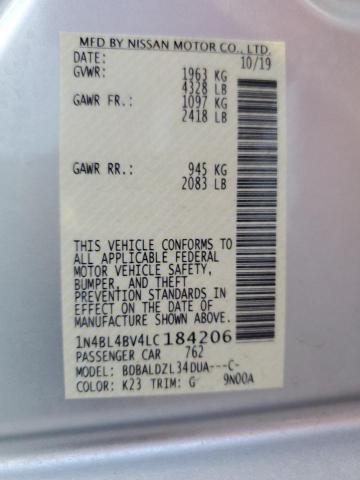 MFD BY NISSAN MOTOR CO., LTD.
DATE: 10/19
GVWR: 1963 KG
4328 LB
GAWR FR.: 1097 KG
2418 LB
GAWR RR.: 945 KG
2083 LB
THIS VEHICLE CONFORMS TO
ALL APPLICABLE FEDERAL
MOTOR VEHICLE SAFETY,
BUMPER, AND THEFT
PREVENTION STANDARDS IN
EFFECT ON THE DATE OF
MANUFACTURE SHOWN ABOVE.
1N4BL4BV4LC184206
PASSENGER CAR 762
MODEL: BDBALDZL34DUA---C-
COLOR: K23 TRIM: G 9N00A